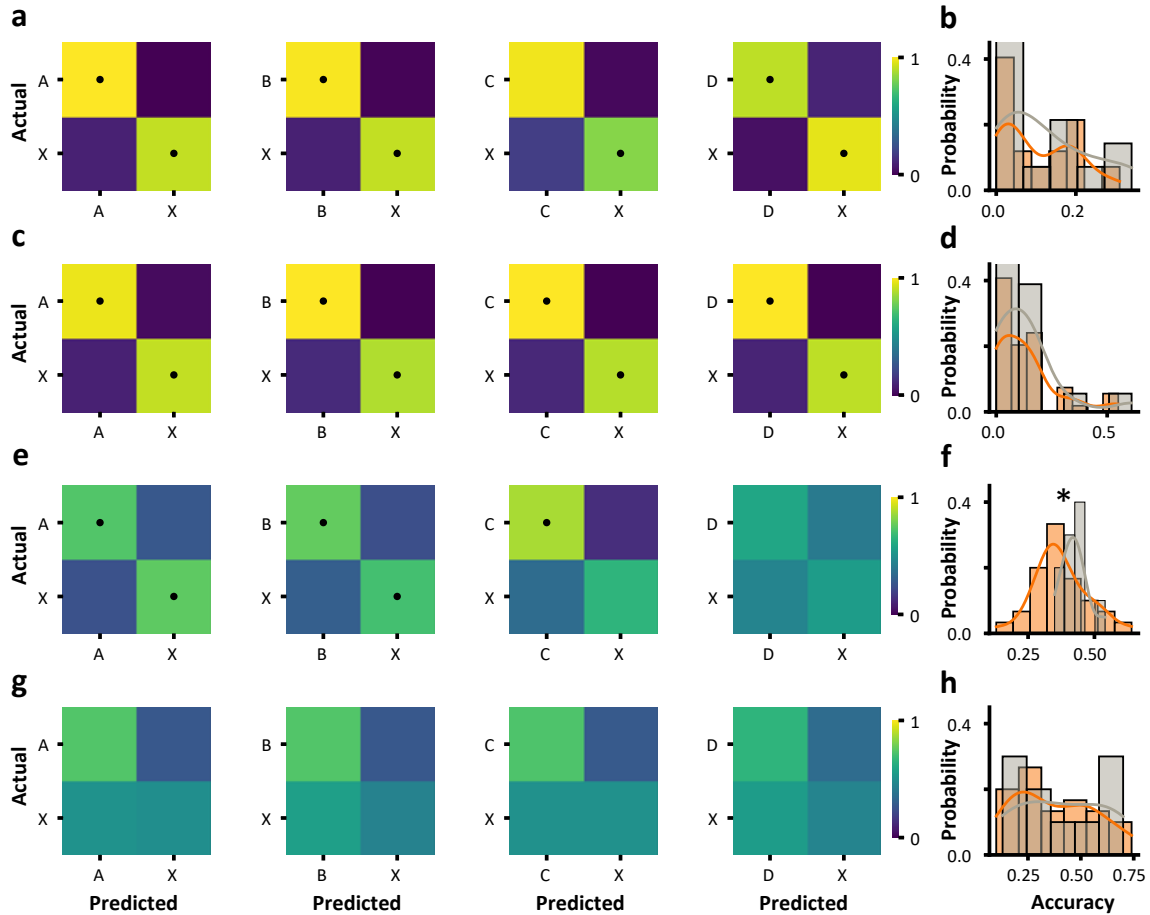 a
b
Actual
A
X
A
X
B
X
B
X
C
X
C
X
D
X
D
X
1
0
Probability
0.4
0.0
0.0
0.2
c
d
Actual
A
X
A
X
B
X
B
X
C
X
C
X
D
X
D
X
1
0
Probability
0.4
0.0
0.0
0.5
e
f
Actual
A
X
A
X
B
X
B
X
C
X
C
X
D
X
D
X
1
0
Probability
0.4
0.0
*
0.25
0.50
g
h
Actual
A
X
A
X
Predicted
B
X
B
X
Predicted
C
X
C
X
Predicted
D
X
D
X
Predicted
1
0
Probability
0.4
0.0
0.25
0.50
0.75
Accuracy